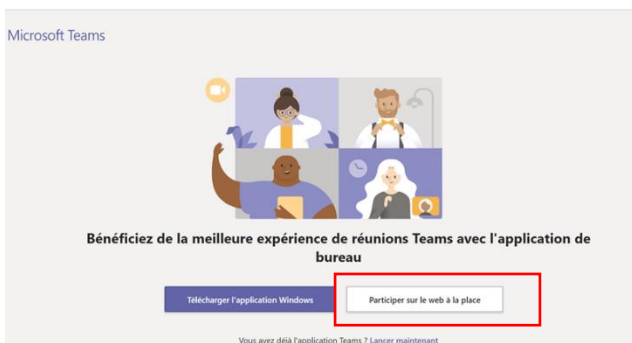 Microsoft Teams
Bénéficiez de la meilleure expérience de réunions Teams avec l'application de
bureau
Télécharger l'application Windows
Participer sur le web à la place
Vous avez déjà l'application Teams ? Lancer maintenant